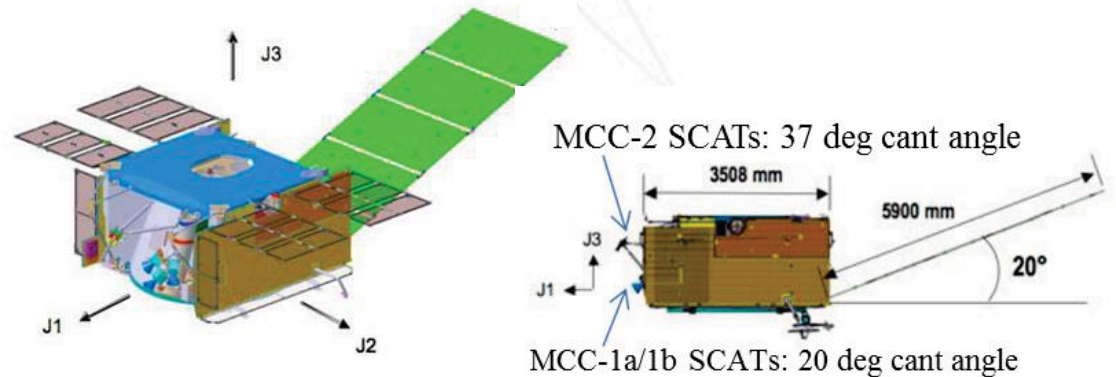 J3
J1
J2
MCC-2 SCATs: 37 deg cant angle
3508 mm
5900 mm
J3
J1
20°
MCC-1a/1b SCATs: 20 deg cant angle